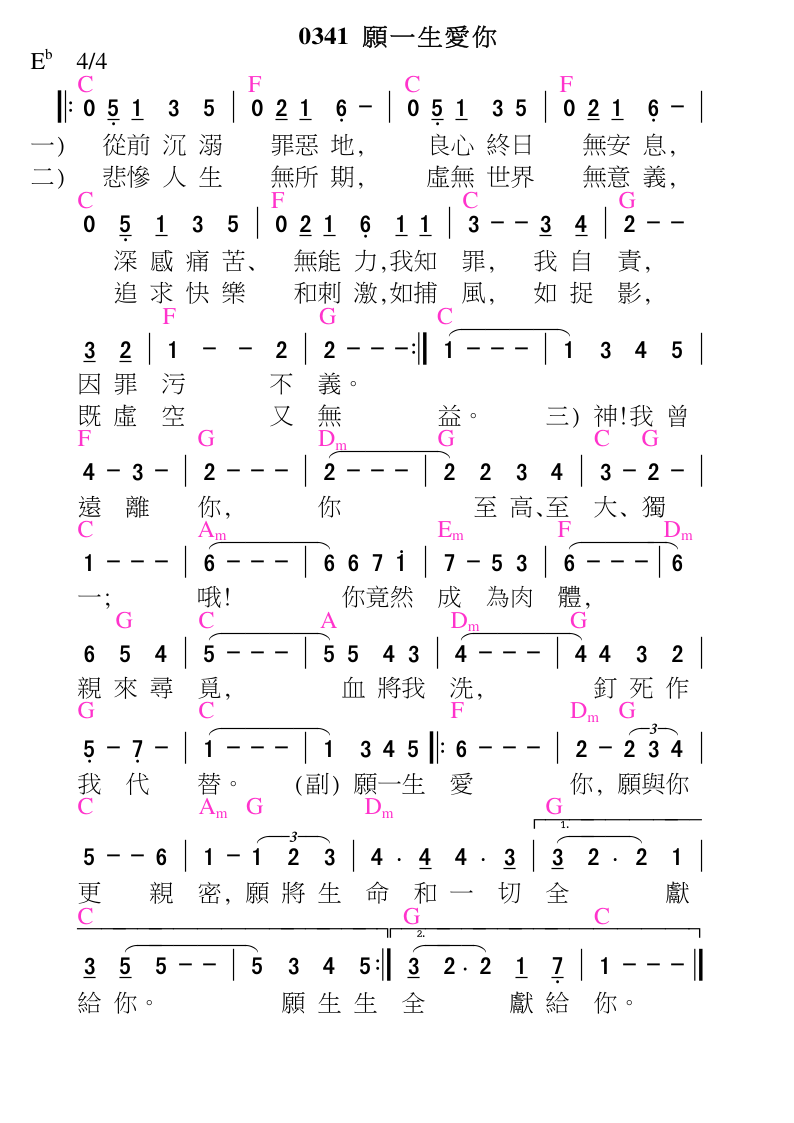 0341 願一生愛你
E♭ 4/4
C F C F
0 5 1 3 5 | 0 2 1 6 - | 0 5 1 3 5 | 0 2 1 6 - |
一) 從前 沉 溺 罪惡 地, 良心 終日 無安 息,
二) 悲慘 人 生 無所 期, 虛無 世界 無意 義,
C F C G
0 5 1 3 5 | 0 2 1 6 1 1 | 3 - - 3 4 | 2 - -
深 感 痛 苦、 無能 力,我知 罪, 我 自 責,
追 求 快 樂 和刺 激,如捕 風, 如 捉 影,
F G C
3 2 | 1 - - 2 | 2 - - - :| 1 - - - | 1 3 4 5 |
因 罪 污 不 義。
既 虛 空 又 無 益。 三) 神!我 曾
F G Dm G C G
4 - 3 - | 2 - - - | 2 - - - | 2 2 3 4 | 3 - 2 - |
遠 離 你, 你 至 高、至 大、獨
C Am Em F Dm
1 - - - | 6 - - - | 6 6 7 i | 7 - 5 3 | 6 - - - | 6
一; 哦! 你竟然 成 為肉 體,
G C A Dm G
6 5 4 | 5 - - - | 5 5 4 3 | 4 - - - | 4 4 3 2 |
親 來 尋 覓, 血 將我 洗, 釘 死 作
G C F Dm G
5 - 7 - | 1 - - - | 1 3 4 5 |: 6 - - - | 2 - 2 3 4 |
3
我 代 替。 (副) 願一生 愛 你, 願與你
C Am G Dm G
1.
3
5 - - 6 | 1 - 1 2 3 | 4 . 4 4 . 3 | 3 2 . 2 1 |
更 親 密, 願 將 生 命 和 一 切 全 獻
C G C
2.
3 5 5 - - | 5 3 4 5 :| 3 2 . 2 1 7 | 1 - - - |
給 你。 願 生 生 全 獻 給 你。